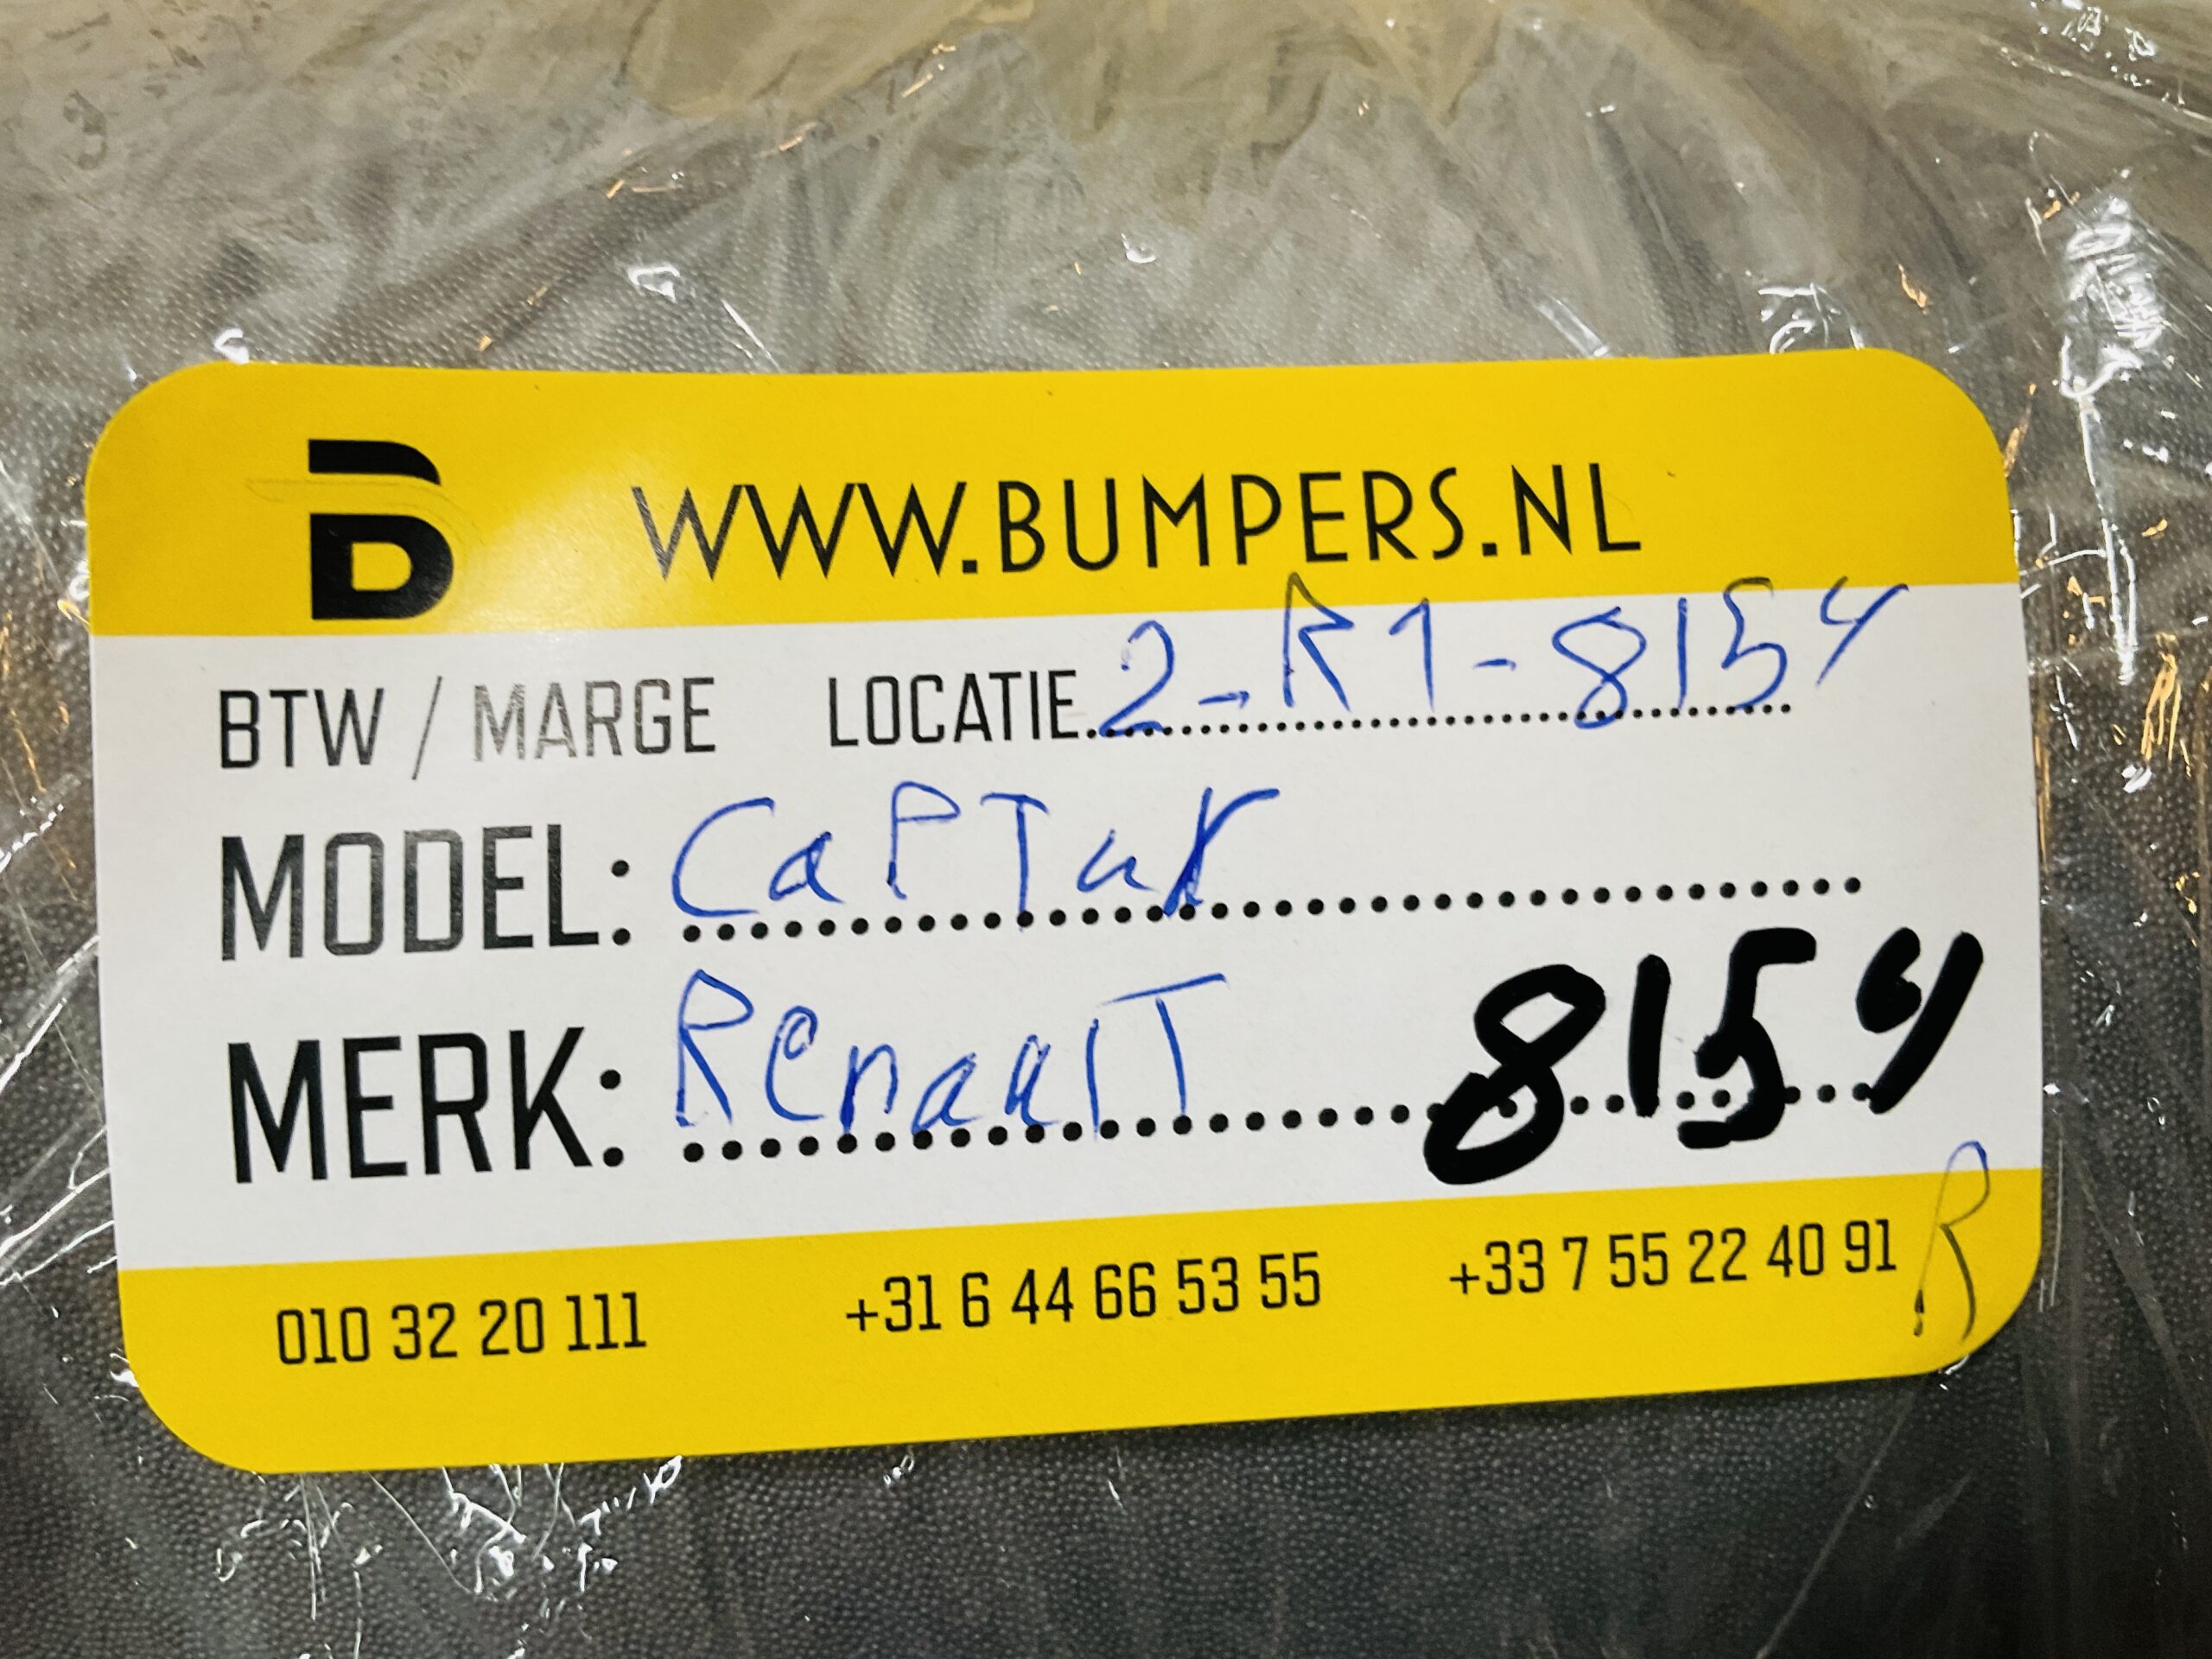 B WWW.BUMPERS.NL
BTW / MARGE LOCATIE 2-R1-8154
MODEL: CaPTur
MERK: RenaulT 8154
010 32 20 111 +31 6 44 66 53 55 +33 7 55 22 40 91 R